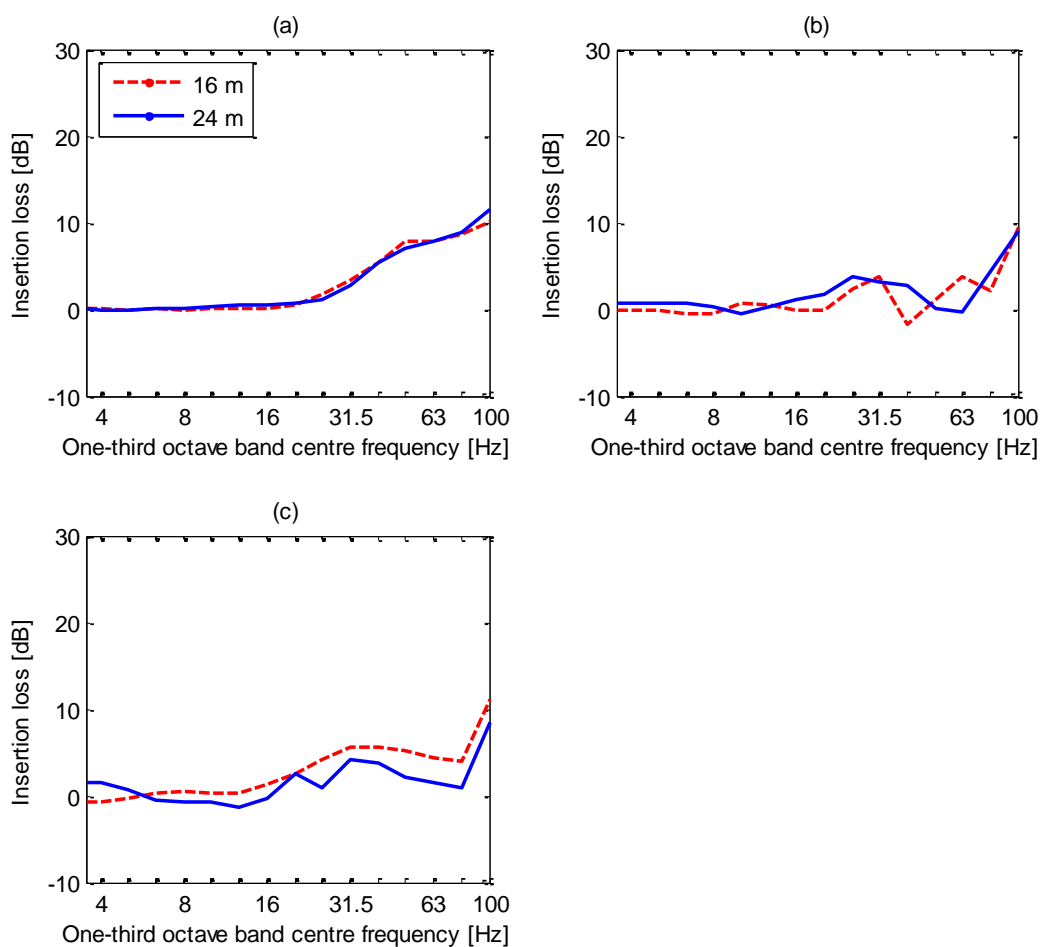 (a)
30
20
10
0
-10
Insertion loss [dB]
16 m
24 m
4 8 16 31.5 63 100
One-third octave band centre frequency [Hz]
(b)
30
20
10
0
-10
Insertion loss [dB]
4 8 16 31.5 63 100
One-third octave band centre frequency [Hz]
(c)
30
20
10
0
-10
Insertion loss [dB]
4 8 16 31.5 63 100
One-third octave band centre frequency [Hz]